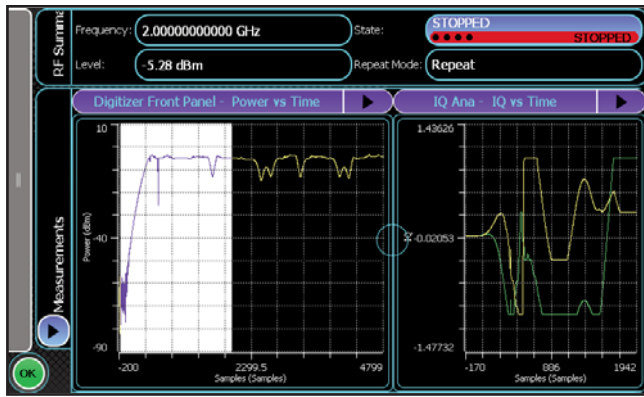 RF Summa
Frequency: 2.00000000000 GHz
State: STOPPED
STOPPED
Level: -5.28 dBm
Repeat Mode: Repeat
Measurements
Digitizer Front Panel - Power vs Time
IQ Ana - IQ vs Time
10
Power (dBm)
-40
-90
-200
2299.5
4799
Samples (Samples)
1.43626
IQ
-0.02053
-1.47732
-170
886
1942
Samples (Samples)
OK